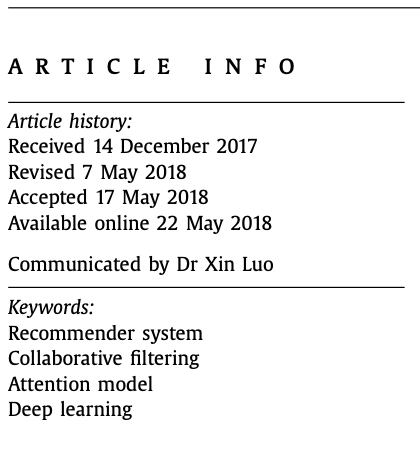 ARTICLE INFO
Article history:
Received 14 December 2017
Revised 7 May 2018
Accepted 17 May 2018
Available online 22 May 2018
Communicated by Dr Xin Luo
Keywords:
Recommender system
Collaborative filtering
Attention model
Deep learning